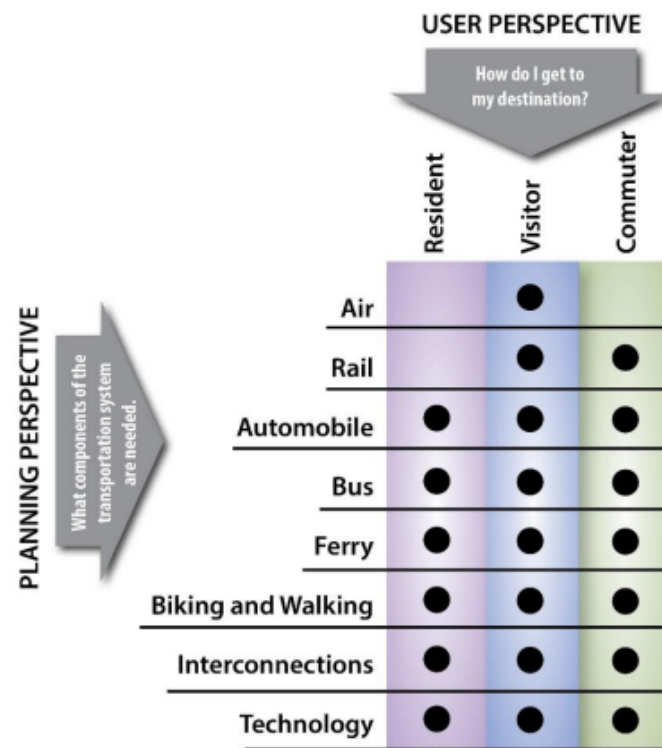 USER PERSPECTIVE
How do I get to
my destination?
Resident
Visitor
Commuter
PLANNING PERSPECTIVE
What components of the
transportation system
are needed.
Air
Rail
Automobile
Bus
Ferry
Biking and Walking
Interconnections
Technology